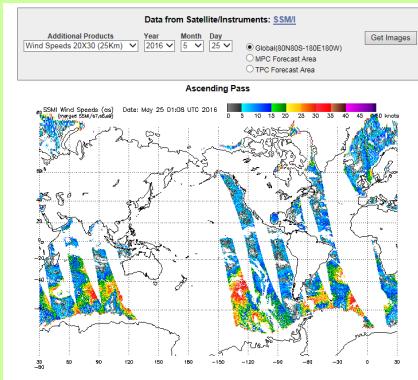 Data from Satellite/Instruments: SSM/I
Additional Products Year Month Day
Wind Speeds 20X30 (25Km) 2016 5 25
Global(80N80S-180E180W)
MPC Forecast Area
TPC Forecast Area
Get Images
Ascending Pass
SSMI Wind Speeds (as) Date: May 25 01:08 UTC 2016
0 5 10 15 20 25 30 35 40 45 knots
30 60 90 120 150 180 -150 -120 -90 -60 -30 0 30
-80